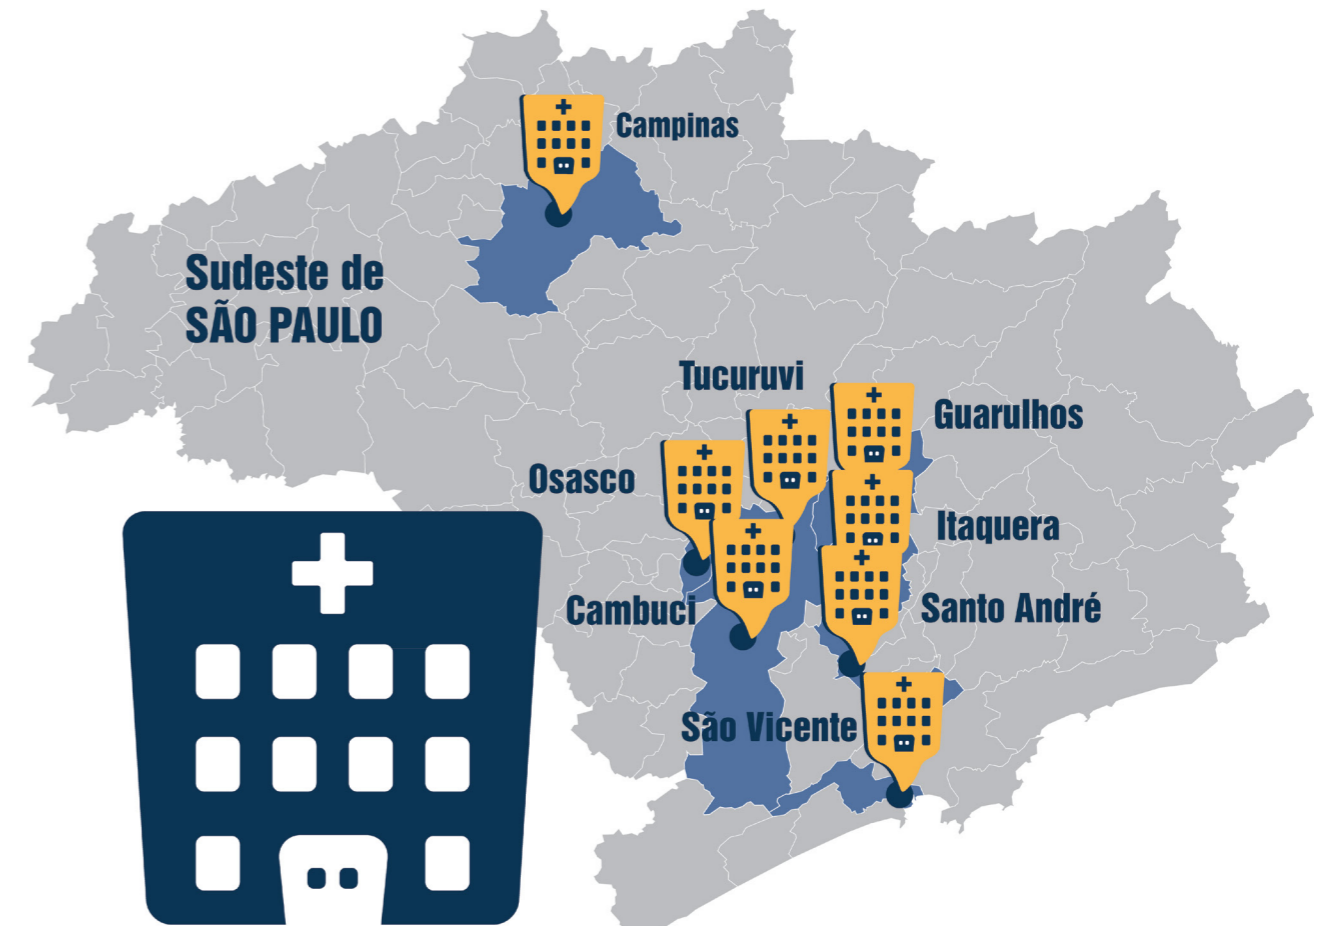 Campinas
Sudeste de
SÃO PAULO
Tucuruvi
Guarulhos
Osasco
Itaquera
Cambuci
Santo André
São Vicente